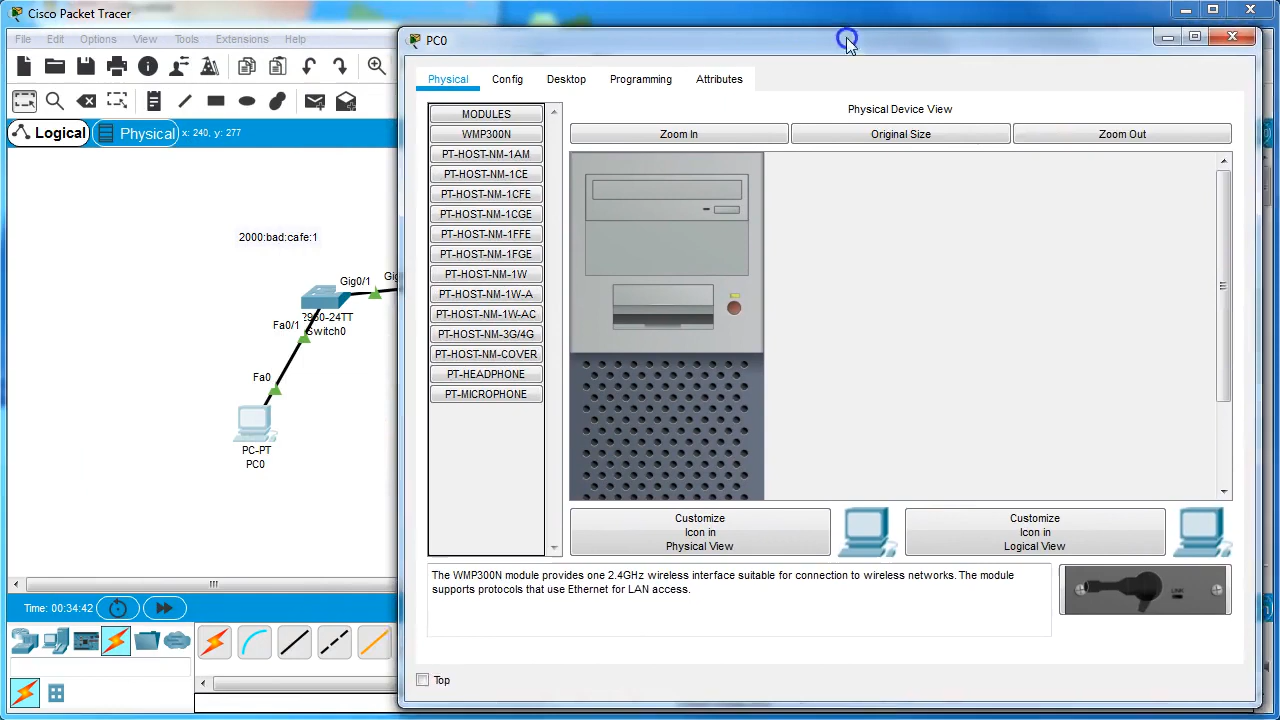 Cisco Packet Tracer
File Edit Options View Tools Extensions Help
Logical
Physical
x: 240, y: 277
2000:bad:cafe:1
Gig0/1
Gig
2960-24TT
Switch0
Fa0/1
Fa0
PC-PT
PC0
Time: 00:34:42
PC0
Physical Config Desktop Programming Attributes
MODULES
WMP300N
PT-HOST-NM-1AM
PT-HOST-NM-1CE
PT-HOST-NM-1CFE
PT-HOST-NM-1CGE
PT-HOST-NM-1FFE
PT-HOST-NM-1FGE
PT-HOST-NM-1W
PT-HOST-NM-1W-A
PT-HOST-NM-1W-AC
PT-HOST-NM-3G/4G
PT-HOST-NM-COVER
PT-HEADPHONE
PT-MICROPHONE
Physical Device View
Zoom In Original Size Zoom Out
Customize
Icon in
Physical View
Customize
Icon in
Logical View
The WMP300N module provides one 2.4GHz wireless interface suitable for connection to wireless networks. The module
supports protocols that use Ethernet for LAN access.
LINK
Top